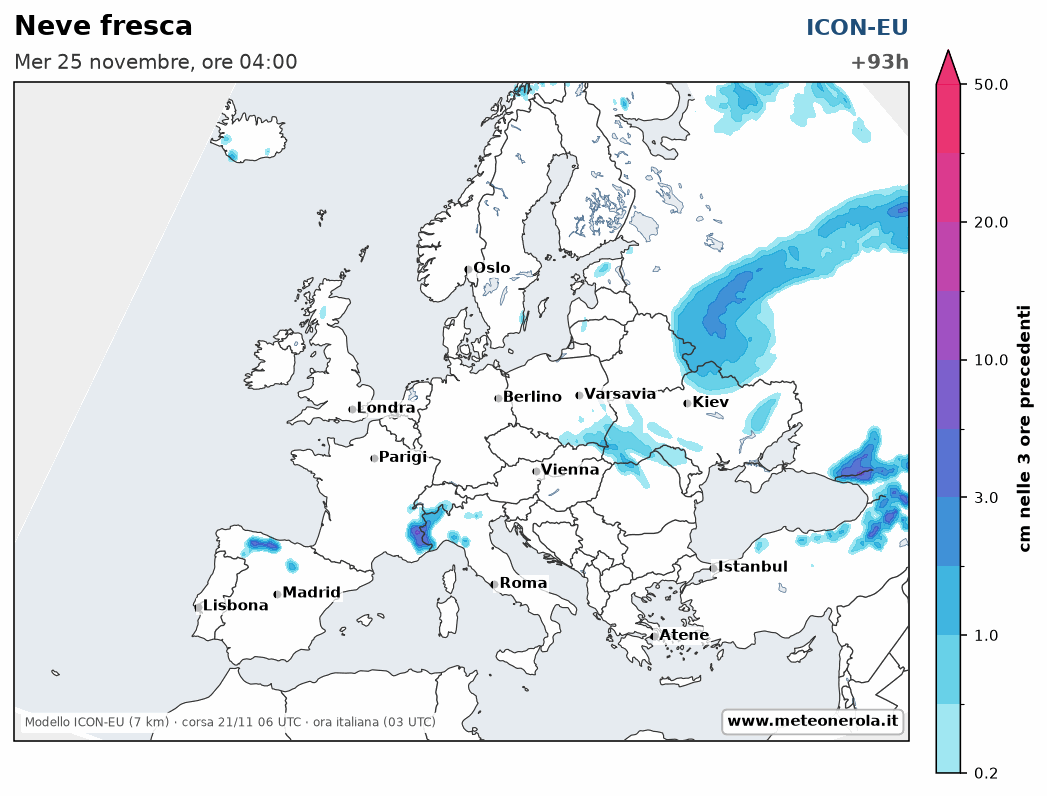 Neve fresca
ICON-EU
Mer 25 novembre, ore 04:00
+93h
50.0
20.0
10.0
3.0
1.0
0.2
cm nelle 3 ore precedenti
Oslo
Berlino
Varsavia
Kiev
Londra
Parigi
Vienna
Istanbul
Roma
Madrid
Lisbona
Atene
Modello ICON-EU (7 km) · corsa 21/11 06 UTC · ora italiana (03 UTC)
www.meteonerola.it